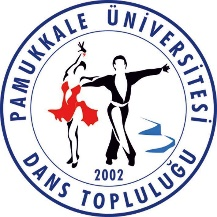 PAMUKKALE ÜNİVERSİTESİ
2002
DANS TOPLULUĞU